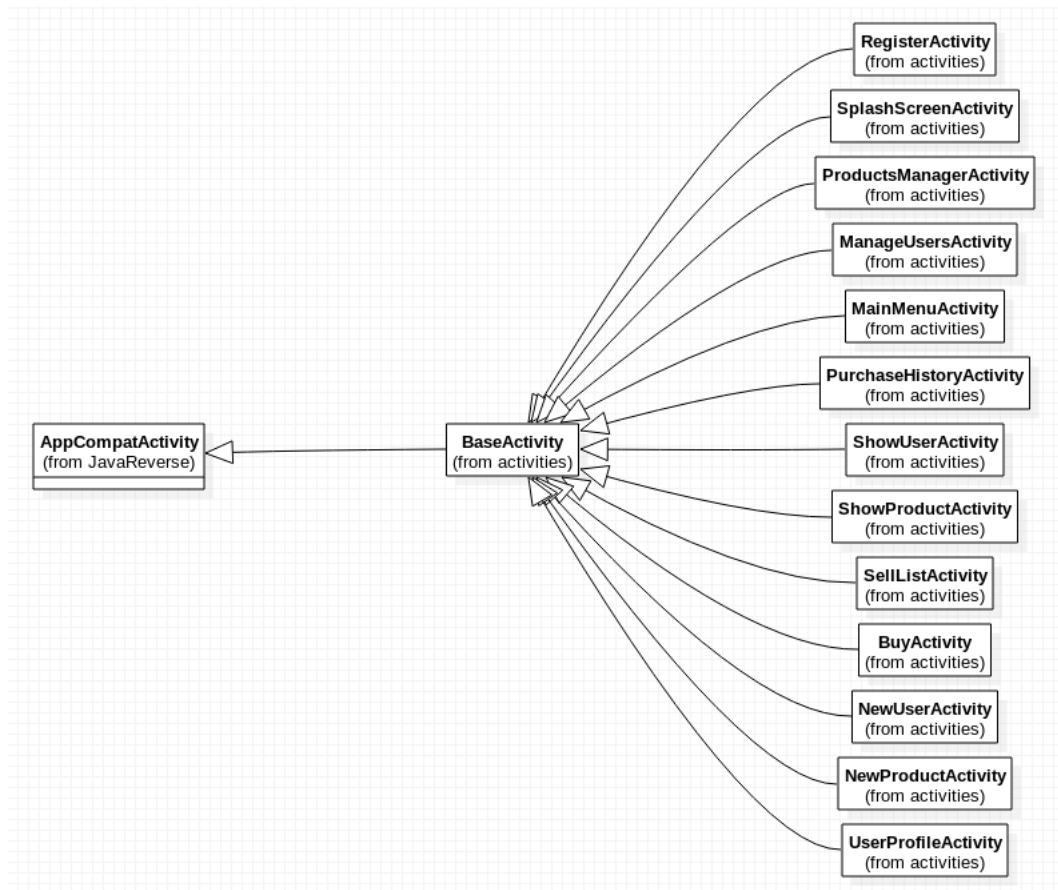 RegisterActivity
(from activities)
SplashScreenActivity
(from activities)
ProductsManagerActivity
(from activities)
ManageUsersActivity
(from activities)
MainMenuActivity
(from activities)
PurchaseHistoryActivity
(from activities)
AppCompatActivity
(from JavaReverse)
BaseActivity
(from activities)
ShowUserActivity
(from activities)
ShowProductActivity
(from activities)
SellListActivity
(from activities)
BuyActivity
(from activities)
NewUserActivity
(from activities)
NewProductActivity
(from activities)
UserProfileActivity
(from activities)